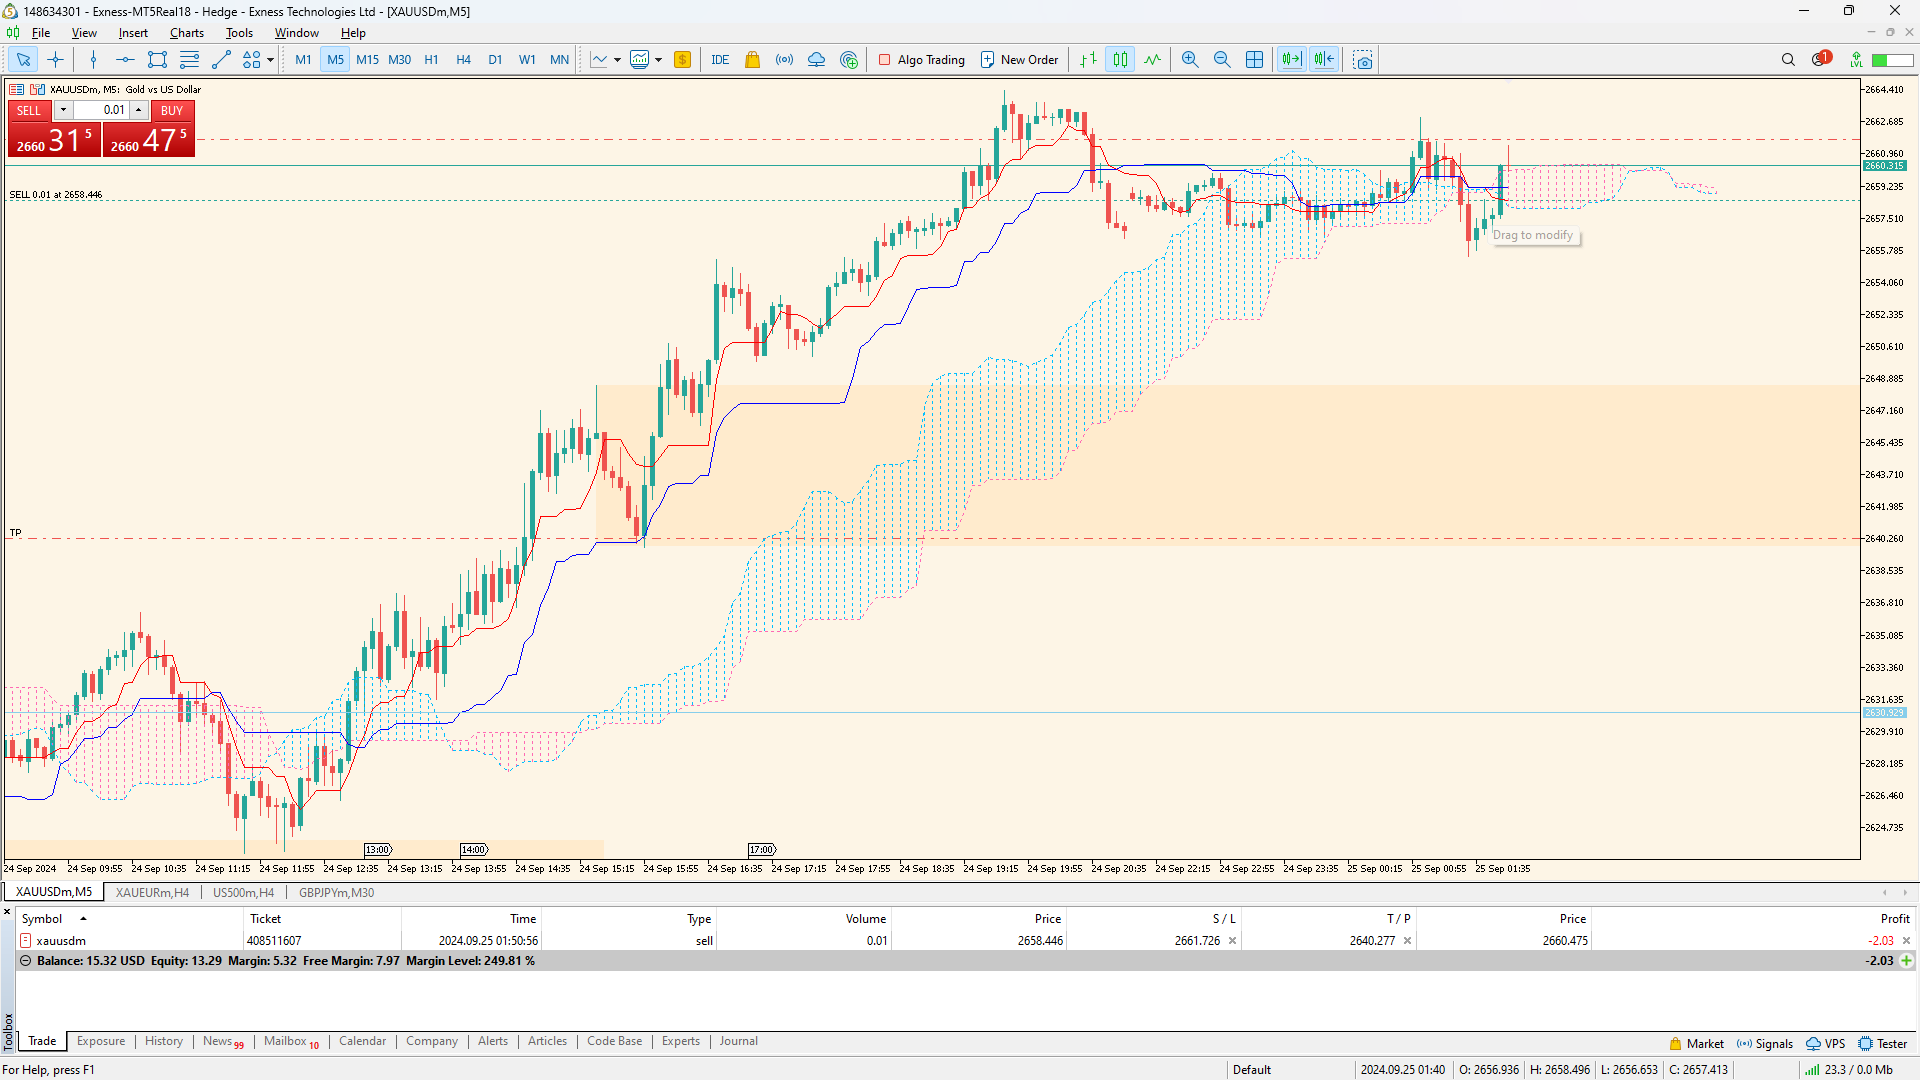 148634301 - Exness-MT5Real18 - Hedge - Exness Technologies Ltd - [XAUUSDm,M5]
File View Insert Charts Tools Window Help
M1 M5 M15 M30 H1 H4 D1 W1 MN IDE Algo Trading New Order 1 LVL
XAUUSDm, M5: Gold vs US Dollar
SELL 0.01 BUY
2660 31 5 2660 47 5
SELL 0.01 at 2658.446
Drag to modify
TP
2664.410
2662.685
2660.960
2660.315
2659.235
2657.510
2655.785
2654.060
2652.335
2650.610
2648.885
2647.160
2645.435
2643.710
2641.985
2640.260
2638.535
2636.810
2635.085
2633.360
2631.635
2630.929
2629.910
2628.185
2626.460
2624.735
13:00 14:00 17:00
24 Sep 2024 24 Sep 09:55 24 Sep 10:35 24 Sep 11:15 24 Sep 11:55 24 Sep 12:35 24 Sep 13:15 24 Sep 13:55 24 Sep 14:35 24 Sep 15:15 24 Sep 15:55 24 Sep 16:35 24 Sep 17:15 24 Sep 17:55 24 Sep 18:35 24 Sep 19:15 24 Sep 19:55 24 Sep 20:35 24 Sep 22:15 24 Sep 22:55 24 Sep 23:35 25 Sep 00:15 25 Sep 00:55 25 Sep 01:35
XAUUSDm,M5 XAUEURm,H4 US500m,H4 GBPJPYm,M30
Symbol Ticket Time Type Volume Price S / L T / P Price Profit
xauusdm 408511607 2024.09.25 01:50:56 sell 0.01 2658.446 2661.726 2640.277 2660.475 -2.03
Balance: 15.32 USD Equity: 13.29 Margin: 5.32 Free Margin: 7.97 Margin Level: 249.81 % -2.03
Toolbox
Trade Exposure History News 99 Mailbox 10 Calendar Company Alerts Articles Code Base Experts Journal Market Signals VPS Tester
For Help, press F1 Default 2024.09.25 01:40 O: 2656.936 H: 2658.496 L: 2656.653 C: 2657.413 23.3 / 0.0 Mb